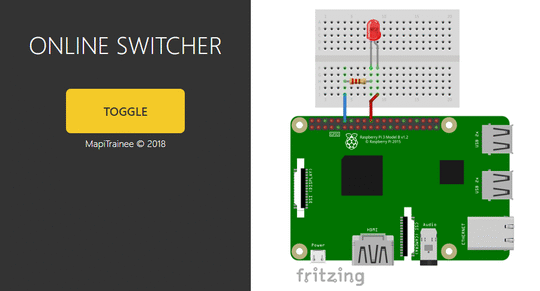 ONLINE SWITCHER
TOGGLE
MapiTrainee © 2018
Raspberry Pi 3 Model B v1.2
© Raspberry Pi 2015
GPIO
DSI (DISPLAY)
USB 2x
USB 2x
ETHERNET
CSI (CAMERA)
Audio
HDMI
Power
fritzing